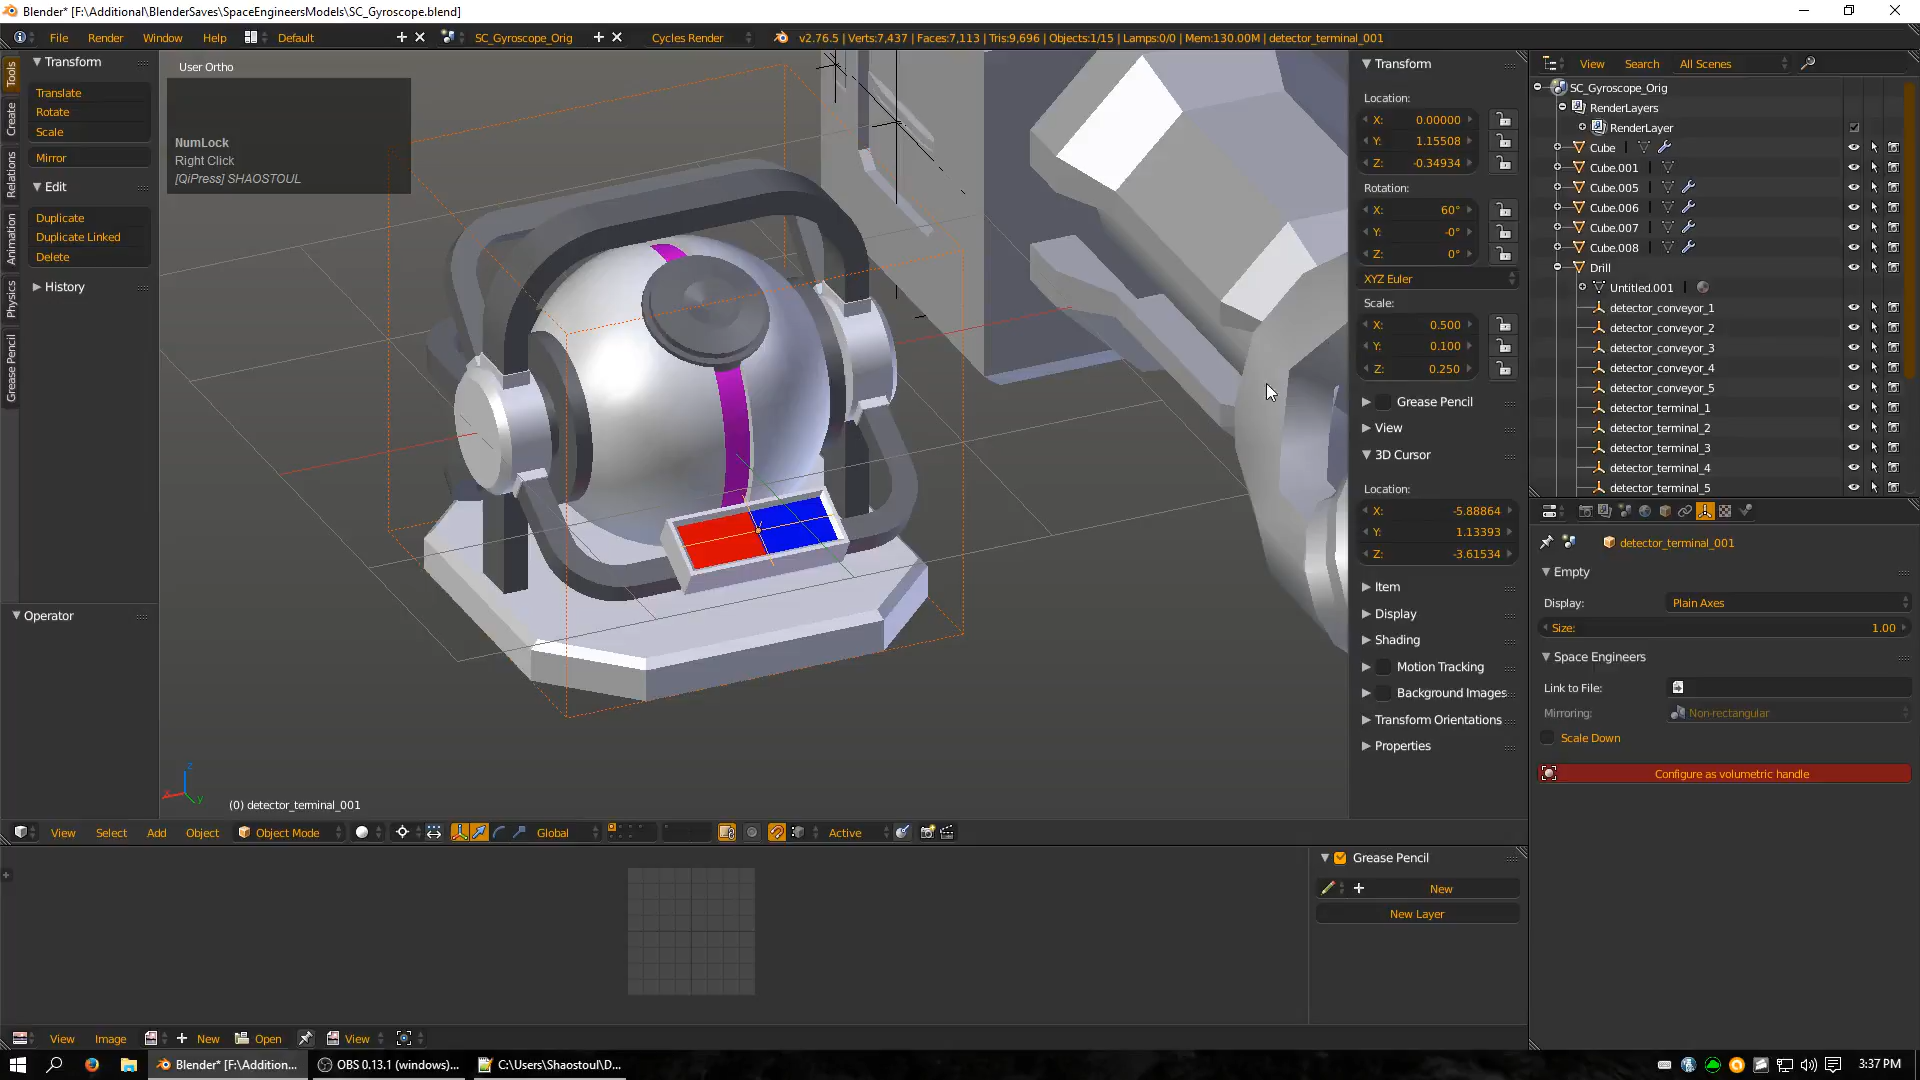 Blender* [F:\Additional\BlenderSaves\SpaceEngineersModels\SC_Gyroscope.blend]
File Render Window Help Default SC_Gyroscope_Orig Cycles Render v2.76.5 | Verts:7,437 | Faces:7,113 | Tris:9,696 | Objects:1/15 | Lamps:0/0 | Mem:130.00M | detector_terminal_001
Tools
Create
Relations
Animation
Physics
Grease Pencil
Transform
Translate
Rotate
Scale
Mirror
Edit
Duplicate
Duplicate Linked
Delete
History
Operator
User Ortho
NumLock
Right Click
[QiPress] SHAOSTOUL
(0) detector_terminal_001
View Select Add Object Object Mode Global Active
Transform
Location:
X: 0.00000
Y: 1.15508
Z: -0.34934
Rotation:
X: 60°
Y: -0°
Z: 0°
XYZ Euler
Scale:
X: 0.500
Y: 0.100
Z: 0.250
Grease Pencil
View
3D Cursor
Location:
X: -5.88864
Y: 1.13393
Z: -3.61534
Item
Display
Shading
Motion Tracking
Background Images
Transform Orientations
Properties
View Search All Scenes
SC_Gyroscope_Orig
RenderLayers
RenderLayer
Cube
Cube.001
Cube.005
Cube.006
Cube.007
Cube.008
Drill
Untitled.001
detector_conveyor_1
detector_conveyor_2
detector_conveyor_3
detector_conveyor_4
detector_conveyor_5
detector_terminal_1
detector_terminal_2
detector_terminal_3
detector_terminal_4
detector_terminal_5
detector_terminal_001
Empty
Display: Plain Axes
Size: 1.00
Space Engineers
Link to File:
Mirroring: Non-rectangular
Scale Down
Configure as volumetric handle
Grease Pencil
New
New Layer
View Image New Open View
Blender* [F:\Addition... OBS 0.13.1 (windows)... C:\Users\Shaostoul\D... 3:37 PM